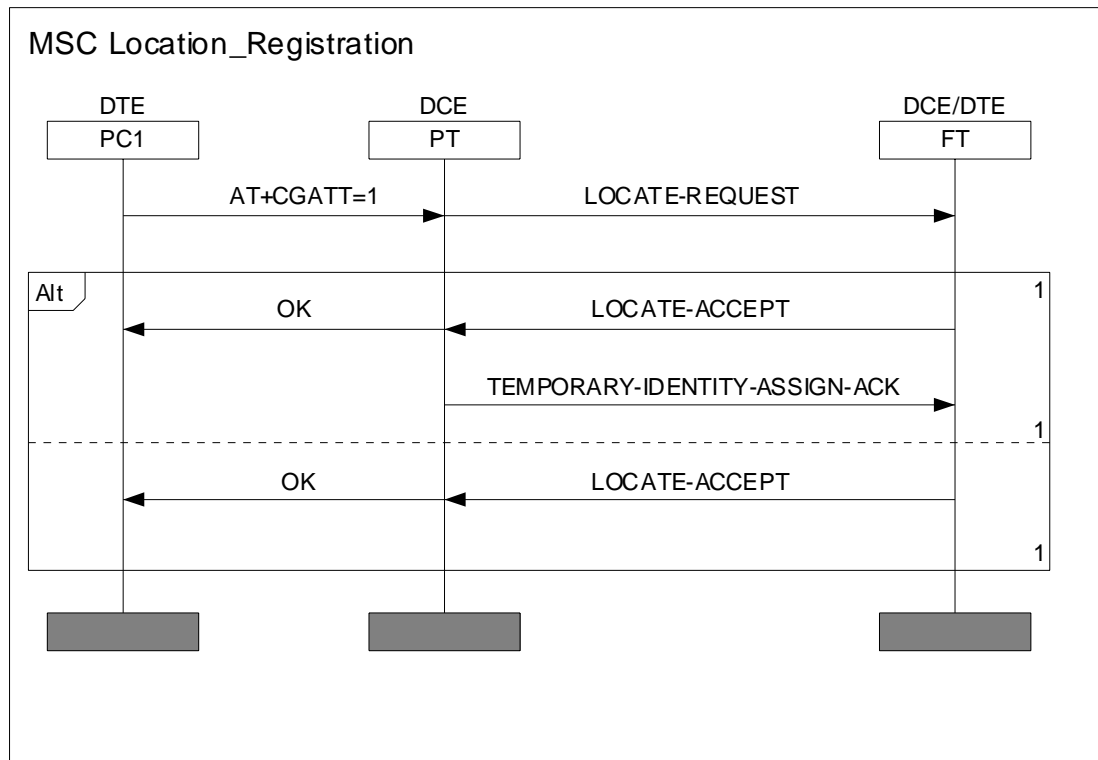 MSC Location_Registration
DTE DCE DCE/DTE
PC1 PT FT
AT+CGATT=1 LOCATE-REQUEST
Alt 1
OK LOCATE-ACCEPT
TEMPORARY-IDENTITY-ASSIGN-ACK
1
OK LOCATE-ACCEPT
1